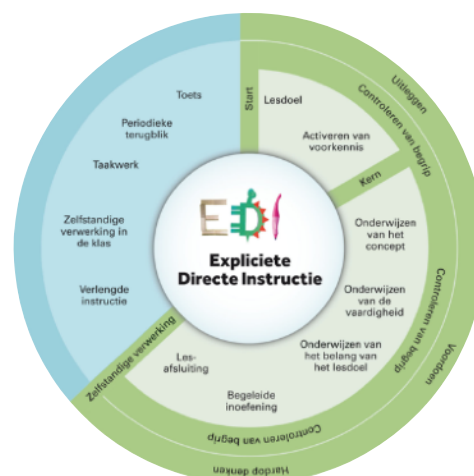 EDI
Expliciete
Directe Instructie
Start
Lesdoel
Activeren van
voorkennis
Kern
Onderwijzen
van het
concept
Onderwijzen
van de
vaardigheid
Onderwijzen
van het belang van
het lesdoel
Begeleide
inoefening
Les-
afsluiting
Zelfstandige verwerking
Verlengde
instructie
Zelfstandige
verwerking in
de klas
Taakwerk
Periodieke
terugblik
Toets
Controleren van begrip
Controleren van begrip
Controleren van begrip
Uitleggen
Voordoen
Hardop denken